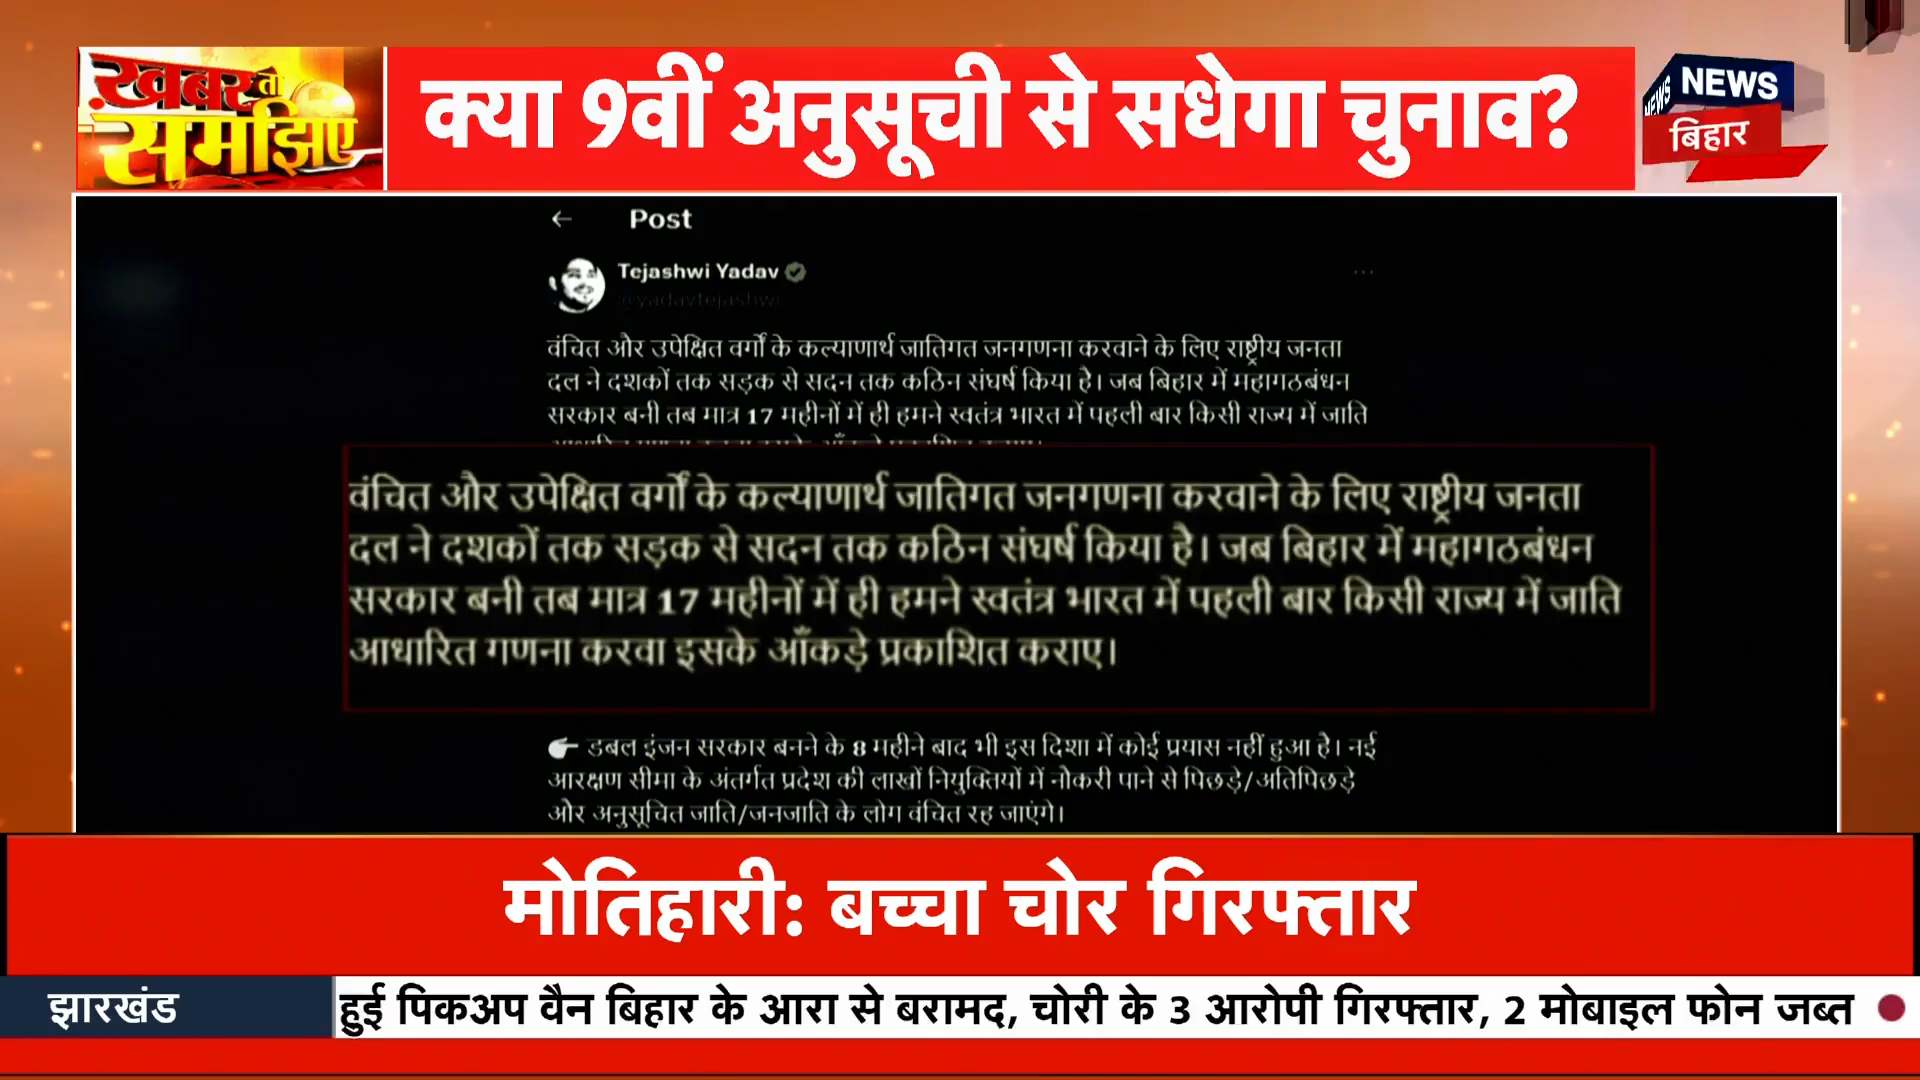 ख़बर तो
समझिए
क्या 9वीं अनुसूची से सधेगा चुनाव?
NEWS
NEWS
बिहार
← Post
Tejashwi Yadav
@yadavtejashwi
वंचित और उपेक्षित वर्गों के कल्याणार्थ जातिगत जनगणना करवाने के लिए राष्ट्रीय जनता
दल ने दशकों तक सड़क से सदन तक कठिन संघर्ष किया है। जब बिहार में महागठबंधन
सरकार बनी तब मात्र 17 महीनों में ही हमने स्वतंत्र भारत में पहली बार किसी राज्य में जाति
वंचित और उपेक्षित वर्गों के कल्याणार्थ जातिगत जनगणना करवाने के लिए राष्ट्रीय जनता
दल ने दशकों तक सड़क से सदन तक कठिन संघर्ष किया है। जब बिहार में महागठबंधन
सरकार बनी तब मात्र 17 महीनों में ही हमने स्वतंत्र भारत में पहली बार किसी राज्य में जाति
आधारित गणना करवा इसके आँकड़े प्रकाशित कराए।
डबल इंजन सरकार बनने के 8 महीने बाद भी इस दिशा में कोई प्रयास नहीं हुआ है। नई
आरक्षण सीमा के अंतर्गत प्रदेश की लाखों नियुक्तियों में नौकरी पाने से पिछड़े/अतिपिछड़े
और अनुसूचित जाति/जनजाति के लोग वंचित रह जाएंगे।
मोतिहारी: बच्चा चोर गिरफ्तार
झारखंड
हुई पिकअप वैन बिहार के आरा से बरामद, चोरी के 3 आरोपी गिरफ्तार, 2 मोबाइल फोन जब्त